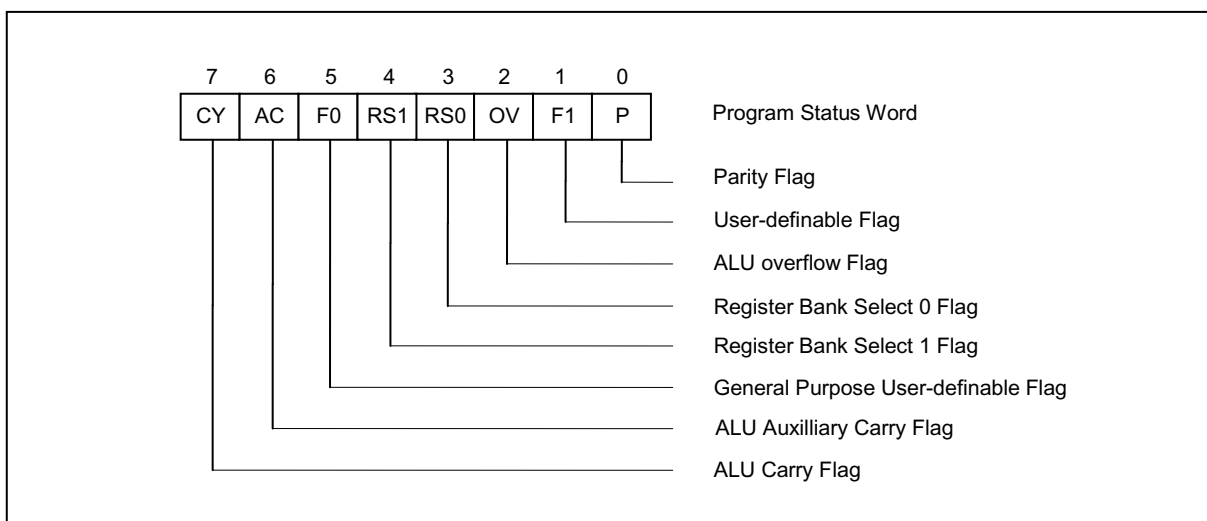 7 6 5 4 3 2 1 0
CY AC F0 RS1 RS0 OV F1 P Program Status Word
Parity Flag
User-definable Flag
ALU overflow Flag
Register Bank Select 0 Flag
Register Bank Select 1 Flag
General Purpose User-definable Flag
ALU Auxilliary Carry Flag
ALU Carry Flag